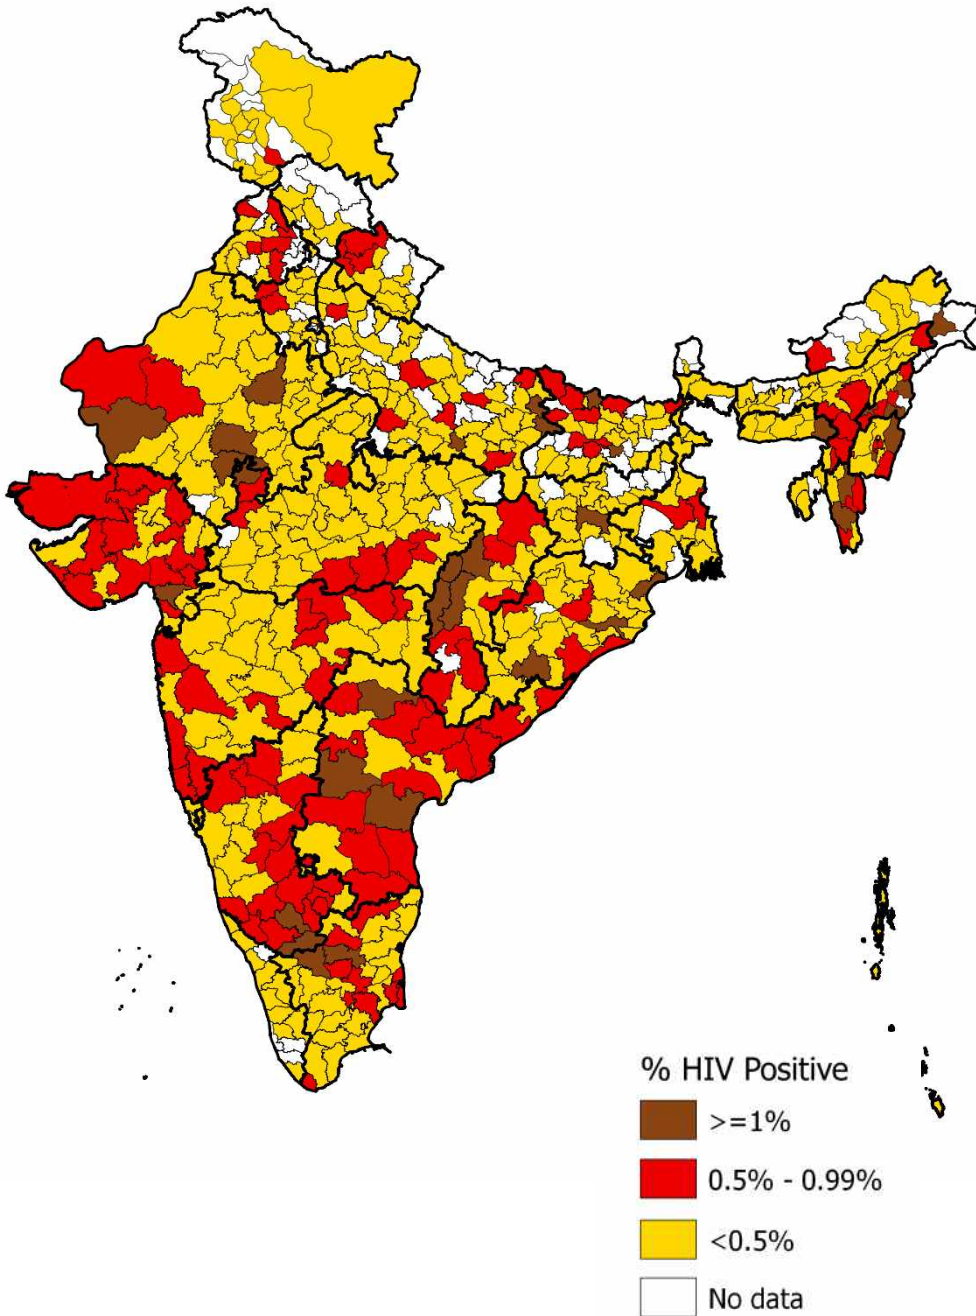 % HIV Positive
>=1%
0.5% - 0.99%
<0.5%
No data